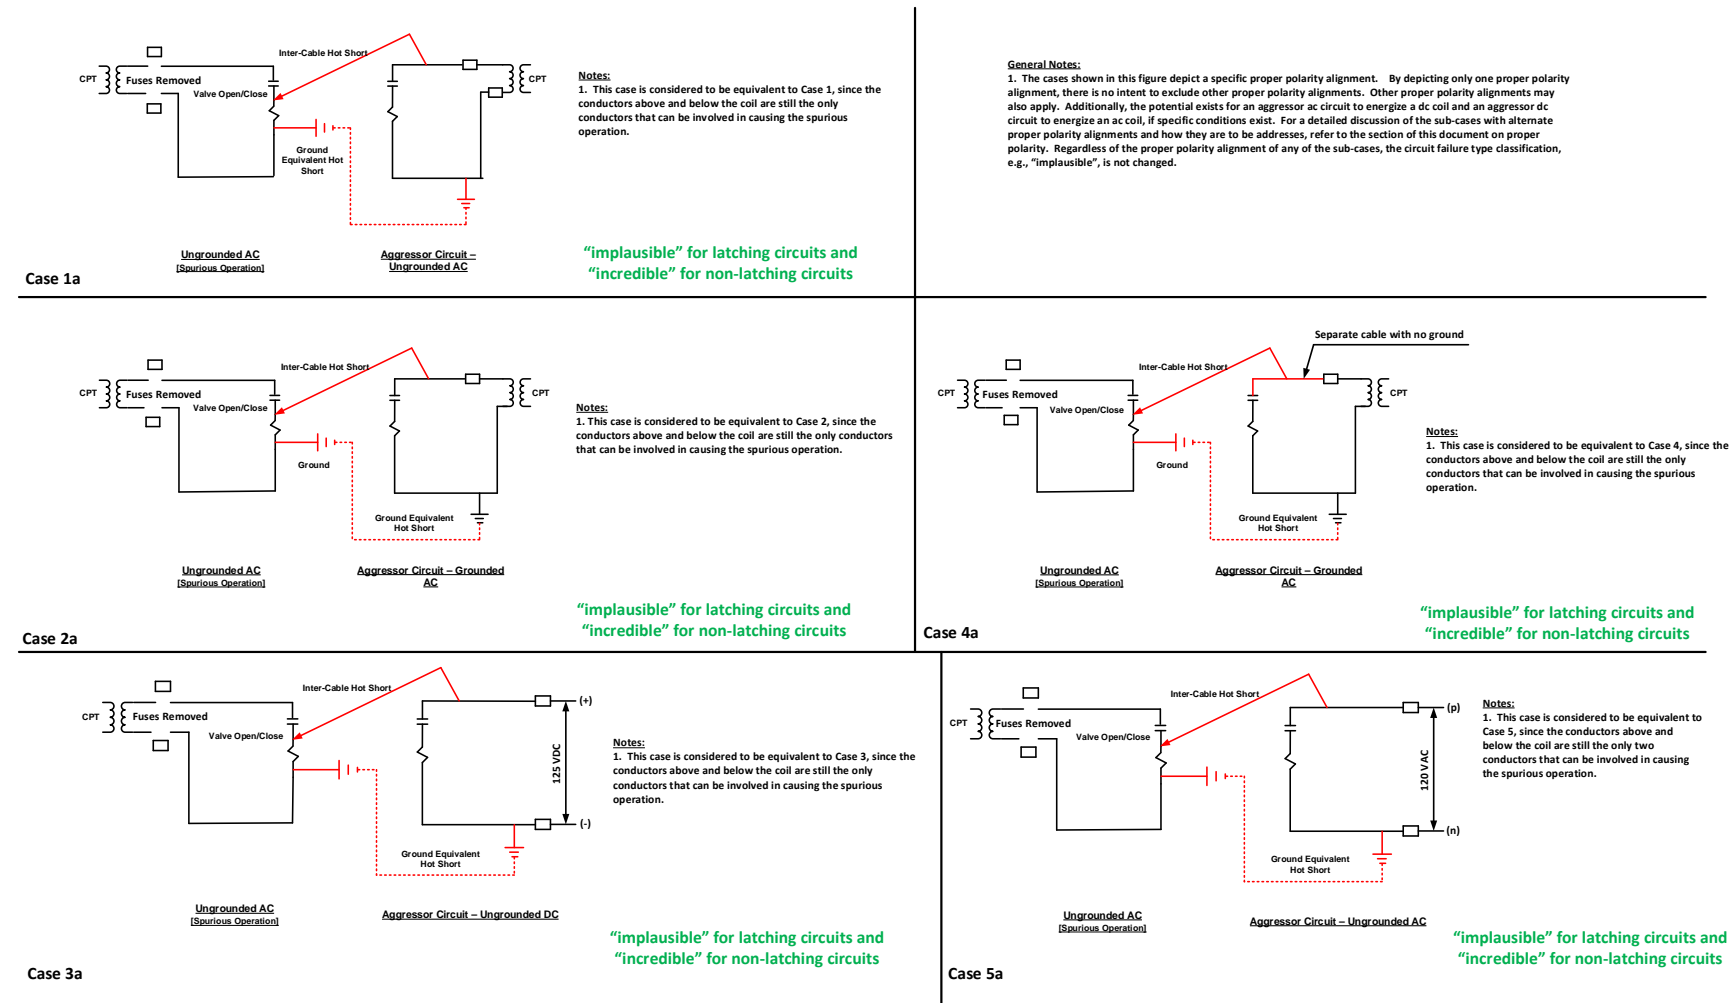 Inter-Cable Hot Short
CPT
Fuses Removed
Valve Open/Close
CPT
Ground
Equivalent Hot
Short
Notes:
1. This case is considered to be equivalent to Case 1, since the
conductors above and below the coil are still the only
conductors that can be involved in causing the spurious
operation.
Ungrounded AC
[Spurious Operation]
Aggressor Circuit –
Ungrounded AC
“implausible” for latching circuits and
“incredible” for non-latching circuits
Case 1a
General Notes:
1. The cases shown in this figure depict a specific proper polarity alignment. By depicting only one proper polarity
alignment, there is no intent to exclude other proper polarity alignments. Other proper polarity alignments may
also apply. Additionally, the potential exists for an aggressor ac circuit to energize a dc coil and an aggressor dc
circuit to energize an ac coil, if specific conditions exist. For a detailed discussion of the sub-cases with alternate
proper polarity alignments and how they are to be addresses, refer to the section of this document on proper
polarity. Regardless of the proper polarity alignment of any of the sub-cases, the circuit failure type classification,
e.g., “implausible”, is not changed.
Inter-Cable Hot Short
CPT
Fuses Removed
Valve Open/Close
CPT
Ground
Ground Equivalent
Hot Short
Notes:
1. This case is considered to be equivalent to Case 2, since the
conductors above and below the coil are still the only conductors
that can be involved in causing the spurious operation.
Ungrounded AC
[Spurious Operation]
Aggressor Circuit – Grounded
AC
“implausible” for latching circuits and
“incredible” for non-latching circuits
Case 2a
Separate cable with no ground
Inter-Cable Hot Short
CPT
Fuses Removed
Valve Open/Close
CPT
Ground
Ground Equivalent
Hot Short
Notes:
1. This case is considered to be equivalent to Case 4, since the
conductors above and below the coil are still the only
conductors that can be involved in causing the spurious
operation.
Ungrounded AC
[Spurious Operation]
Aggressor Circuit – Grounded
AC
“implausible” for latching circuits and
“incredible” for non-latching circuits
Case 4a
Inter-Cable Hot Short
(+)
CPT
Fuses Removed
Valve Open/Close
125 VDC
(-)
Ground Equivalent
Hot Short
Notes:
1. This case is considered to be equivalent to Case 3, since the
conductors above and below the coil are still the only
conductors that can be involved in causing the spurious
operation.
Ungrounded AC
[Spurious Operation]
Aggressor Circuit – Ungrounded DC
“implausible” for latching circuits and
“incredible” for non-latching circuits
Case 3a
Inter-Cable Hot Short
(p)
CPT
Fuses Removed
Valve Open/Close
120 VAC
(n)
Ground Equivalent
Hot Short
Notes:
1. This case is considered to be equivalent to
Case 5, since the conductors above and
below the coil are still the only two
conductors that can be involved in causing
the spurious operation.
Ungrounded AC
[Spurious Operation]
Aggressor Circuit – Ungrounded AC
“implausible” for latching circuits and
“incredible” for non-latching circuits
Case 5a